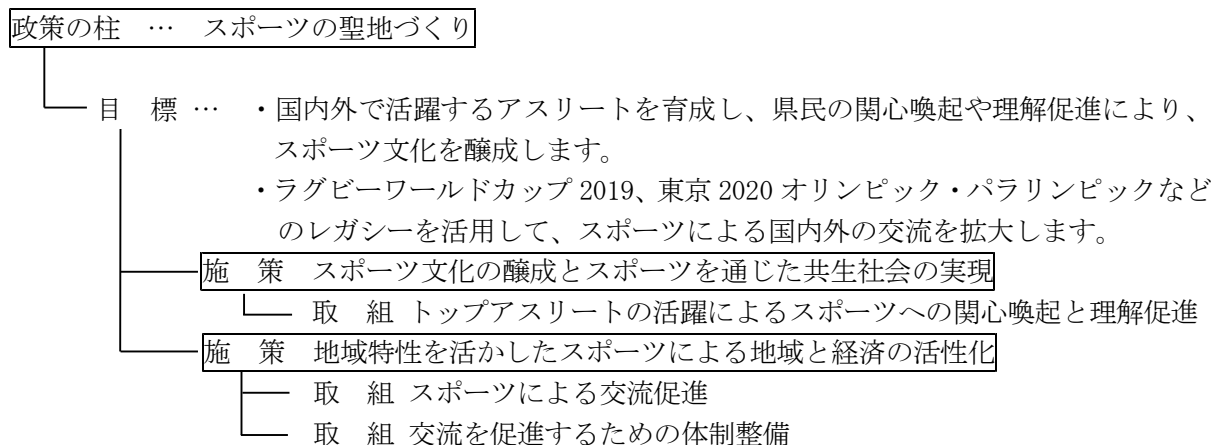 政策の柱 … スポーツの聖地づくり
目 標 … ・国内外で活躍するアスリートを育成し、県民の関心喚起や理解促進により、
スポーツ文化を醸成します。
・ラグビーワールドカップ 2019、東京 2020 オリンピック・パラリンピックなど
のレガシーを活用して、スポーツによる国内外の交流を拡大します。
施 策 スポーツ文化の醸成とスポーツを通じた共生社会の実現
取 組 トップアスリートの活躍によるスポーツへの関心喚起と理解促進
施 策 地域特性を活かしたスポーツによる地域と経済の活性化
取 組 スポーツによる交流促進
取 組 交流を促進するための体制整備